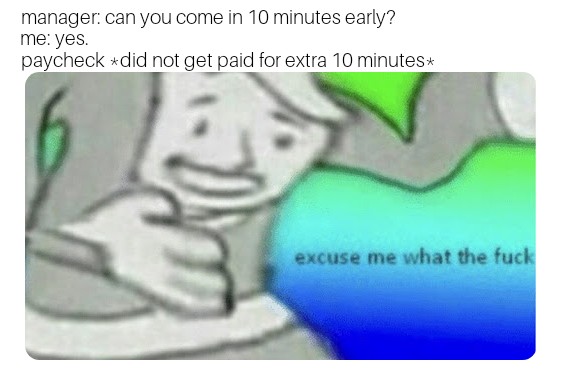 manager: can you come in 10 minutes early?
me: yes.
paycheck *did not get paid for extra 10 minutes*
excuse me what the fuck